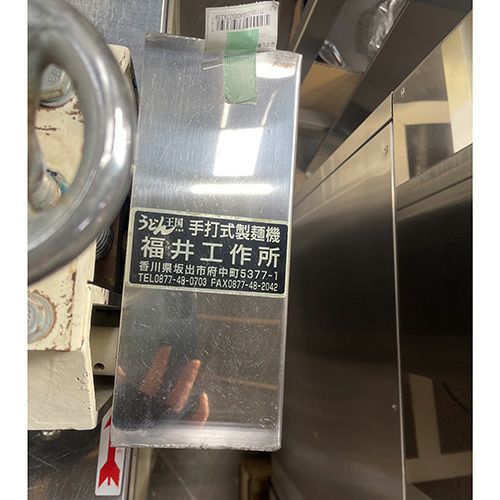 うどん王国 手打式製麺機
福井工作所
香川県坂出市府中町5377-1
TEL0877-48-0703 FAX0877-48-2042